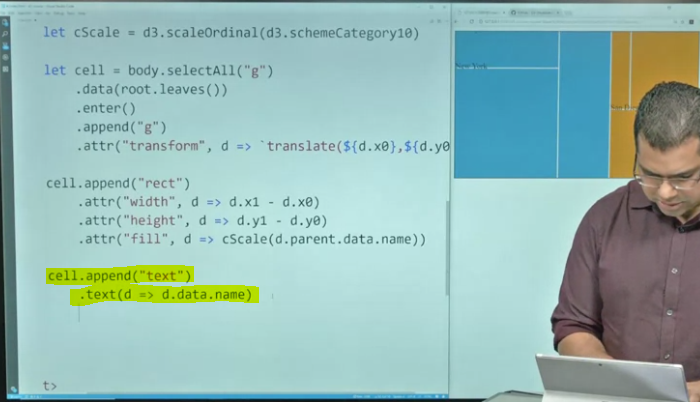 let cScale = d3.scaleOrdinal(d3.schemeCategory10)
let cell = body.selectAll("g")
.data(root.leaves())
.enter()
.append("g")
.attr("transform", d => `translate(${d.x0},${d.y0
cell.append("rect")
.attr("width", d => d.x1 - d.x0)
.attr("height", d => d.y1 - d.y0)
.attr("fill", d => cScale(d.parent.data.name))
cell.append("text")
.text(d => d.data.name)
t>
New York